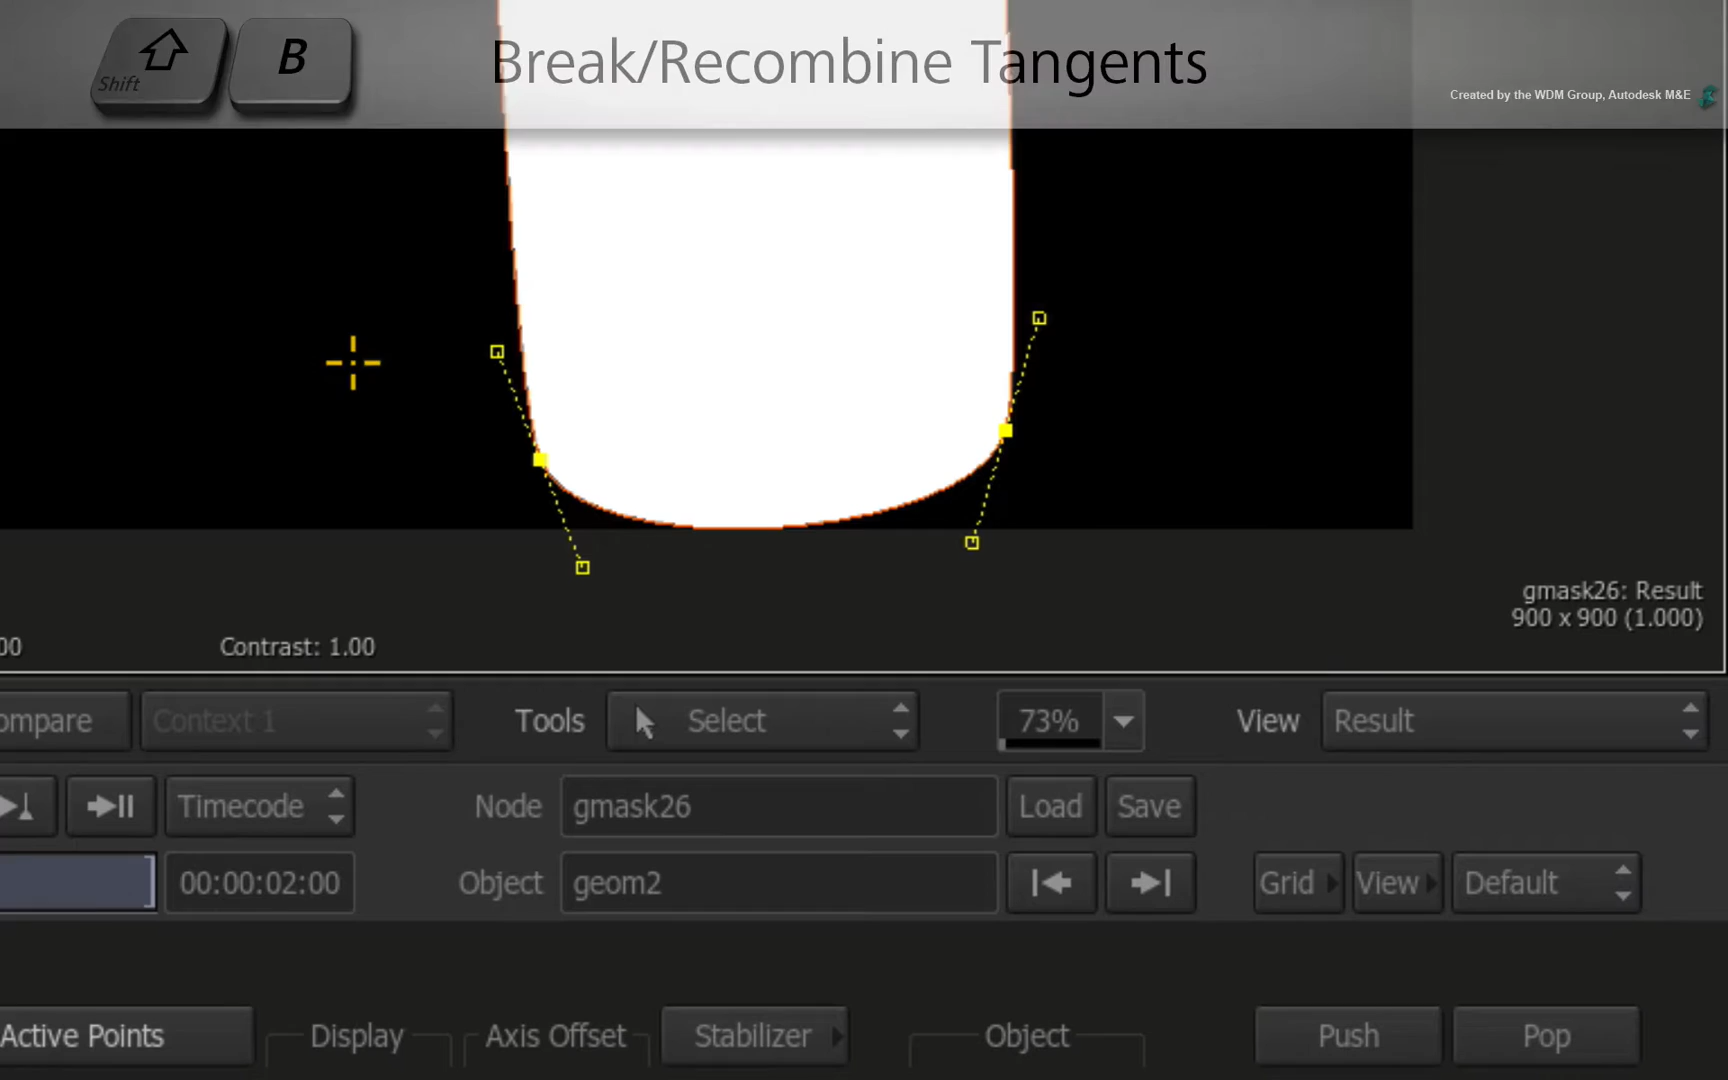 Shift
B
Break/Recombine Tangents
Created by the WDM Group, Autodesk M&E
gmask26: Result
900 x 900 (1.000)
00 Contrast: 1.00
ompare Context 1 Tools Select 73% View Result
Timecode Node gmask26 Load Save
00:00:02:00 Object geom2 Grid View Default
Active Points Display Axis Offset Stabilizer Object Push Pop